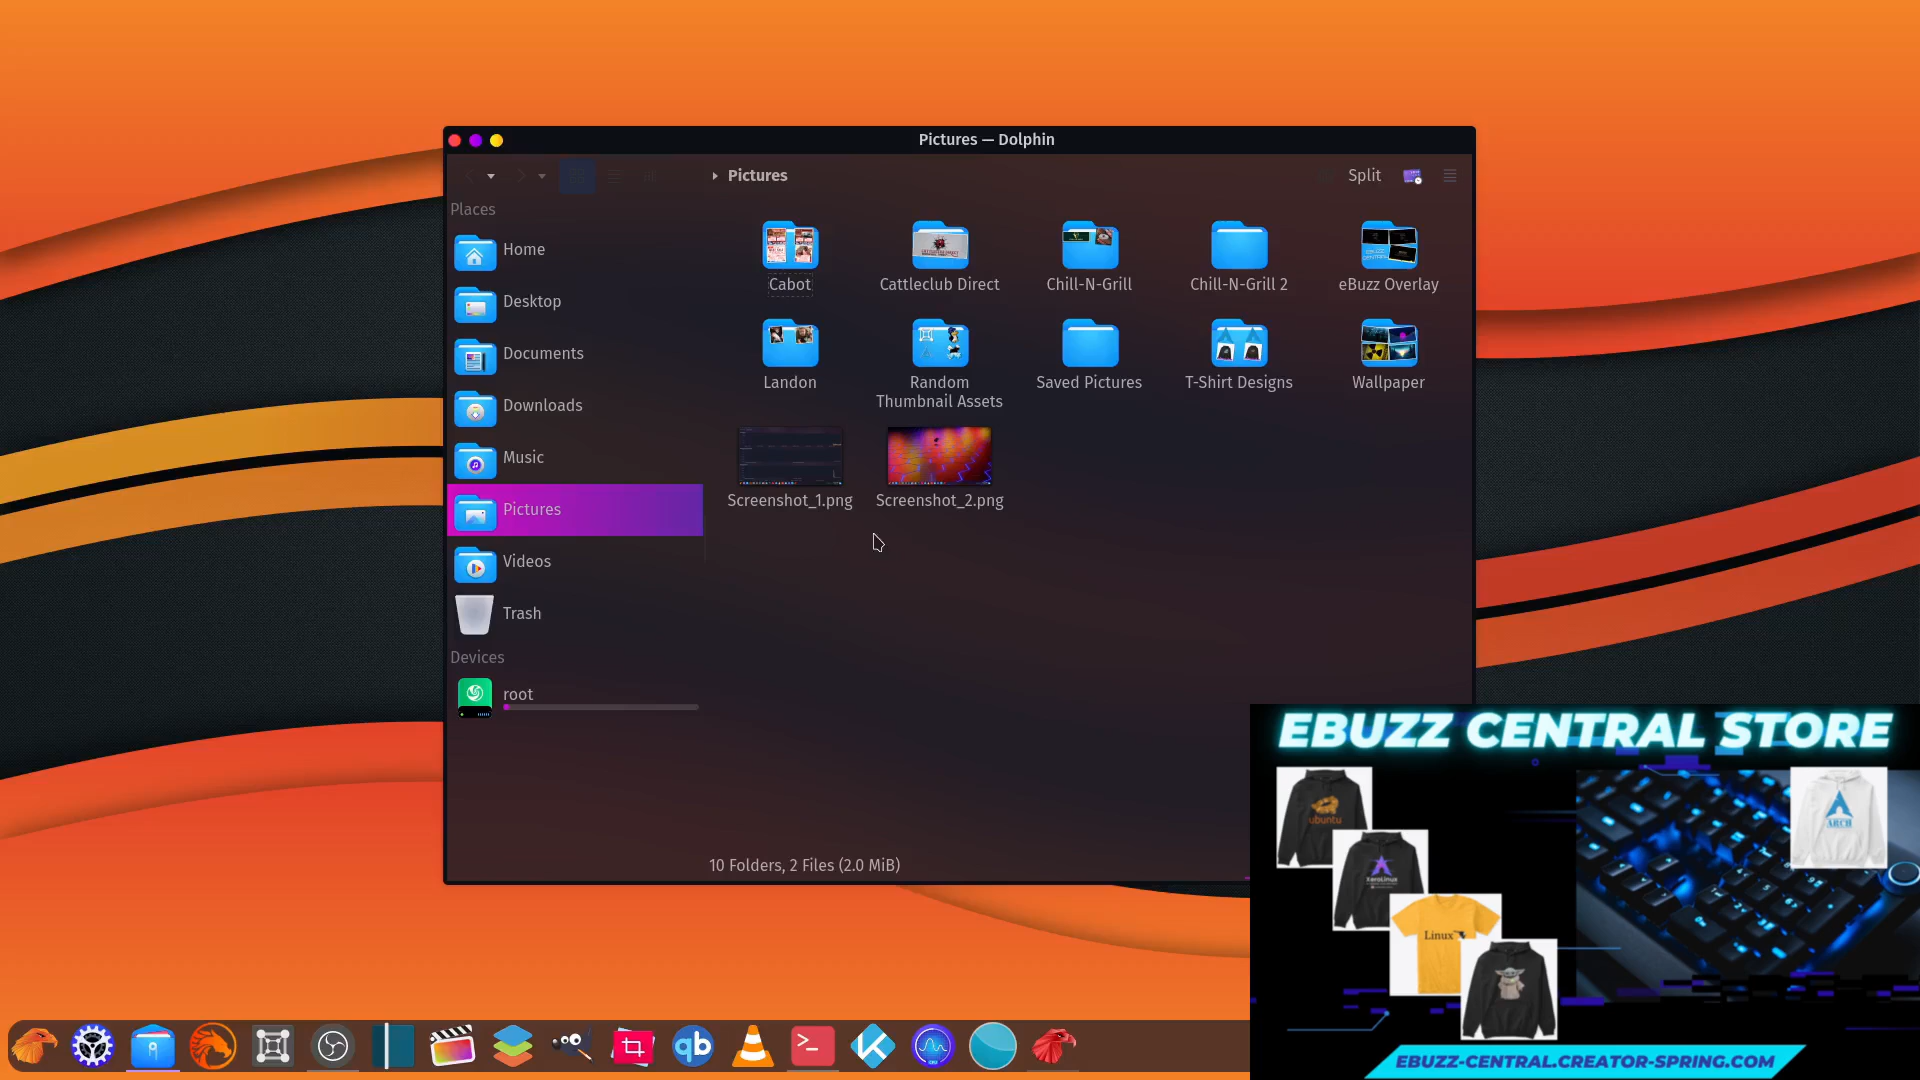 Pictures — Dolphin
Pictures
Split
Places
Home
Desktop
Documents
Downloads
Music
Pictures
Videos
Trash
Devices
root
Cabot
Cattleclub Direct
Chill-N-Grill
Chill-N-Grill 2
eBuzz Overlay
Landon
Random
Thumbnail Assets
Saved Pictures
T-Shirt Designs
Wallpaper
Screenshot_1.png
Screenshot_2.png
10 Folders, 2 Files (2.0 MiB)
EBUZZ CENTRAL STORE
ubuntu
XeroLinux
Linux
ARCH
EBUZZ-CENTRAL.CREATOR-SPRING.COM
qb